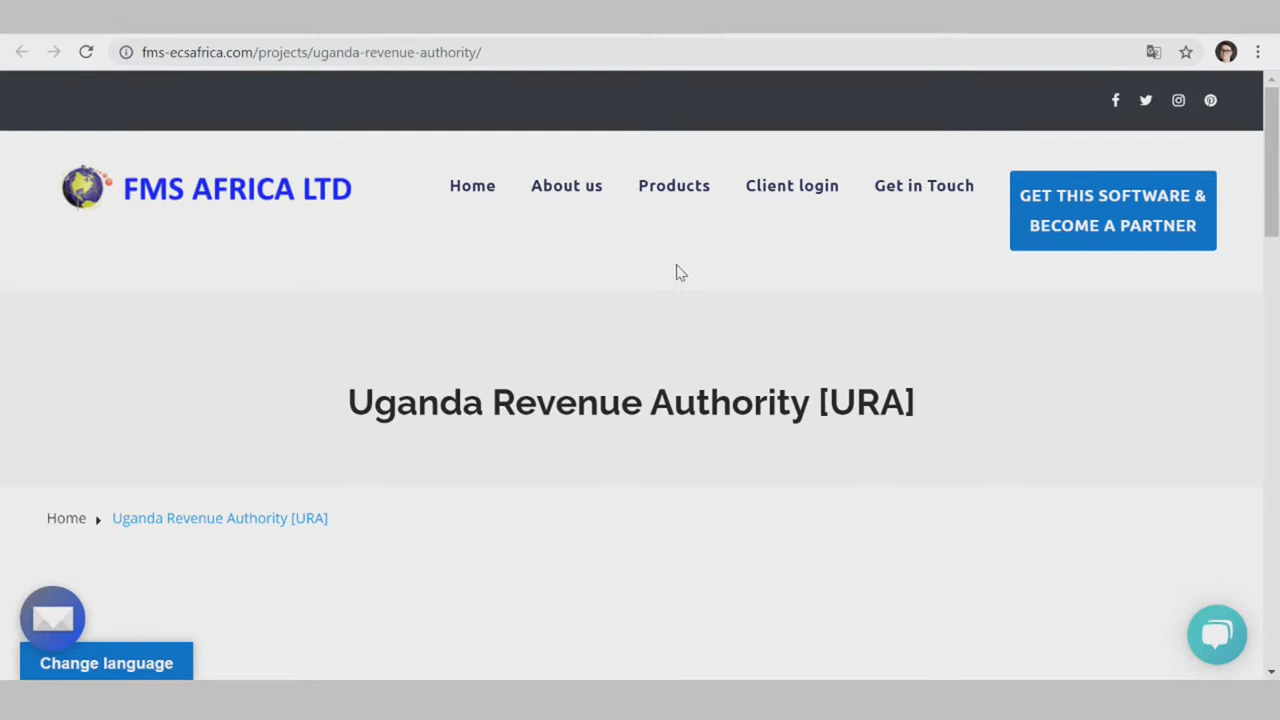 fms-ecsafrica.com/projects/uganda-revenue-authority/
FMS AFRICA LTD
Home About us Products Client login Get in Touch
GET THIS SOFTWARE &
BECOME A PARTNER
Uganda Revenue Authority [URA]
Home Uganda Revenue Authority [URA]
Change language